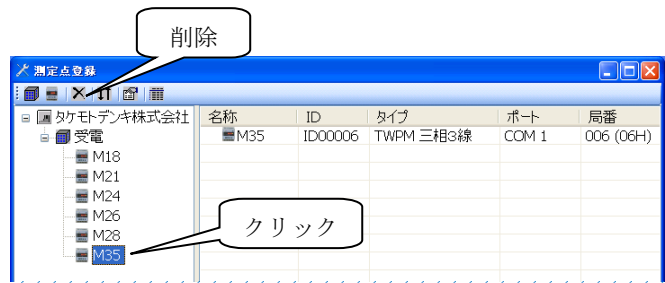 削除
測定点登録
タケモトデンキ株式会社
受電
M18
M21
M24
M26
M28
M35
名称 ID タイプ ポート 局番
M35 ID00006 TWPM 三相3線 COM 1 006 (06H)
クリック